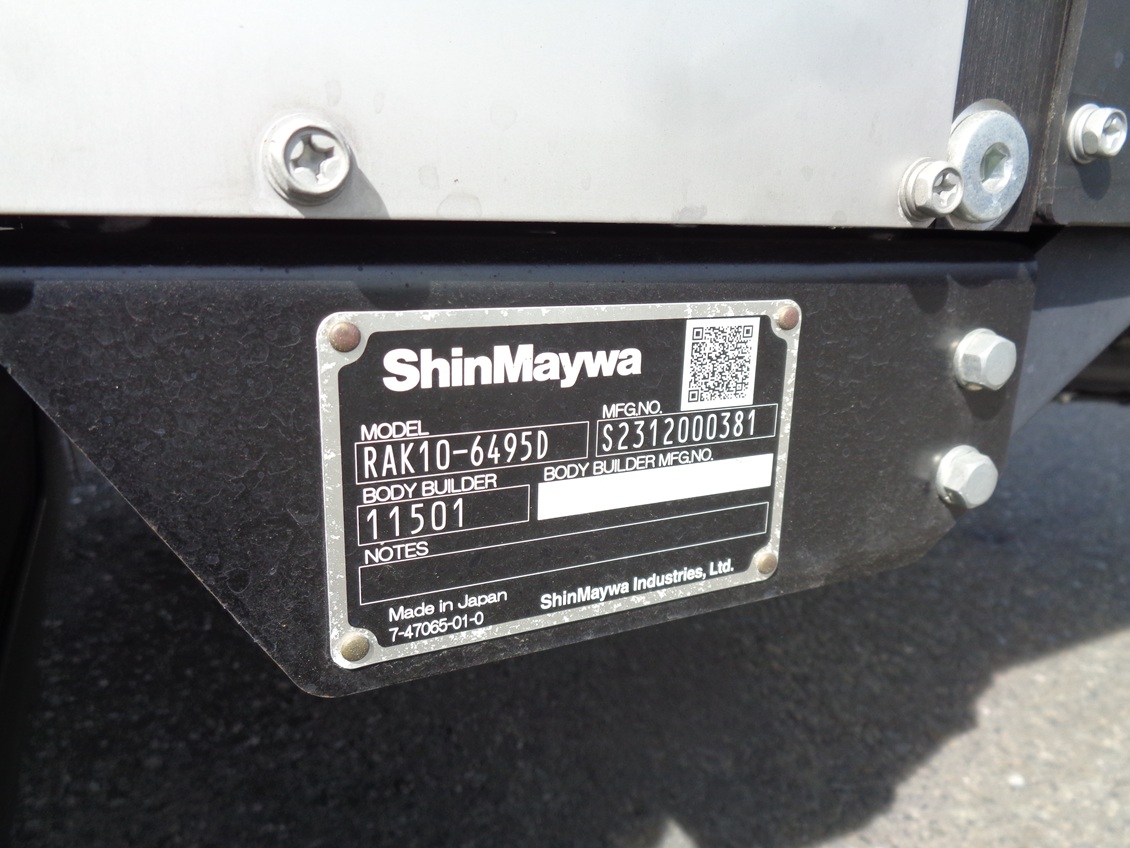 ShinMaywa
MODEL
MFG.NO.
RAK10-6495D
S2312000381
BODY BUILDER
BODY BUILDER MFG.NO.
11501
NOTES
Made in Japan
ShinMaywa Industries, Ltd.
7-47065-01-0